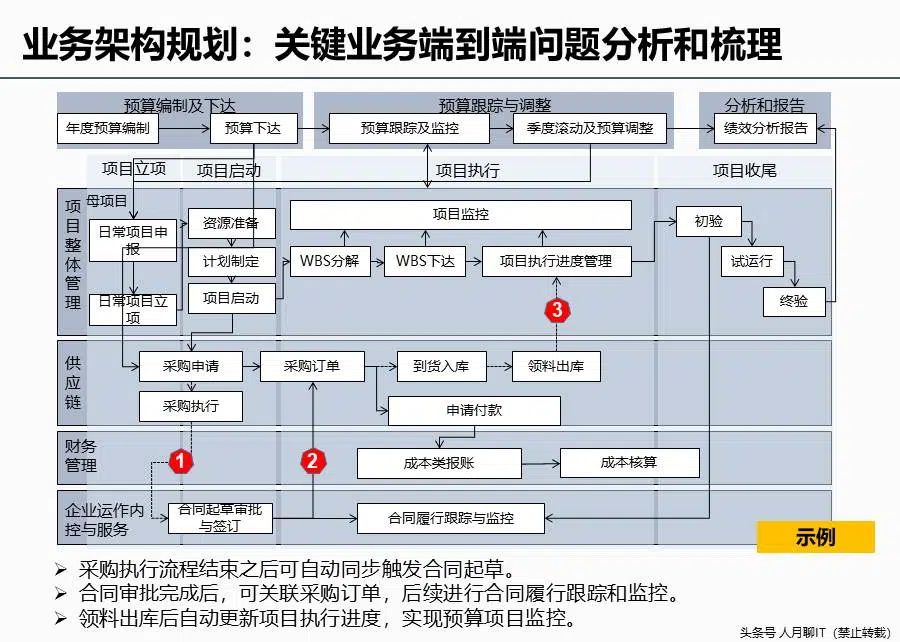 业务架构规划：关键业务端到端问题分析和梳理
预算编制及下达
预算跟踪与调整
分析和报告
年度预算编制
预算下达
预算跟踪及监控
季度滚动及预算调整
绩效分析报告
项目立项
项目启动
项目执行
项目收尾
项目整体管理
母项目
日常项目申
报
日常项目立
项
资源准备
计划制定
项目启动
项目监控
WBS分解
WBS下达
项目执行进度管理
初验
试运行
终验
3
供应链
采购申请
采购订单
到货入库
领料出库
采购执行
申请付款
财务
管理
1
2
成本类报账
成本核算
企业运作内
控与服务
合同起草审批
与签订
合同履行跟踪与监控
示例
➢ 采购执行流程结束之后可自动同步触发合同起草。
➢ 合同审批完成后，可关联采购订单，后续进行合同履行跟踪和监控。
➢ 领料出库后自动更新项目执行进度，实现预算项目监控。
头条号 人月聊IT（禁止转载）